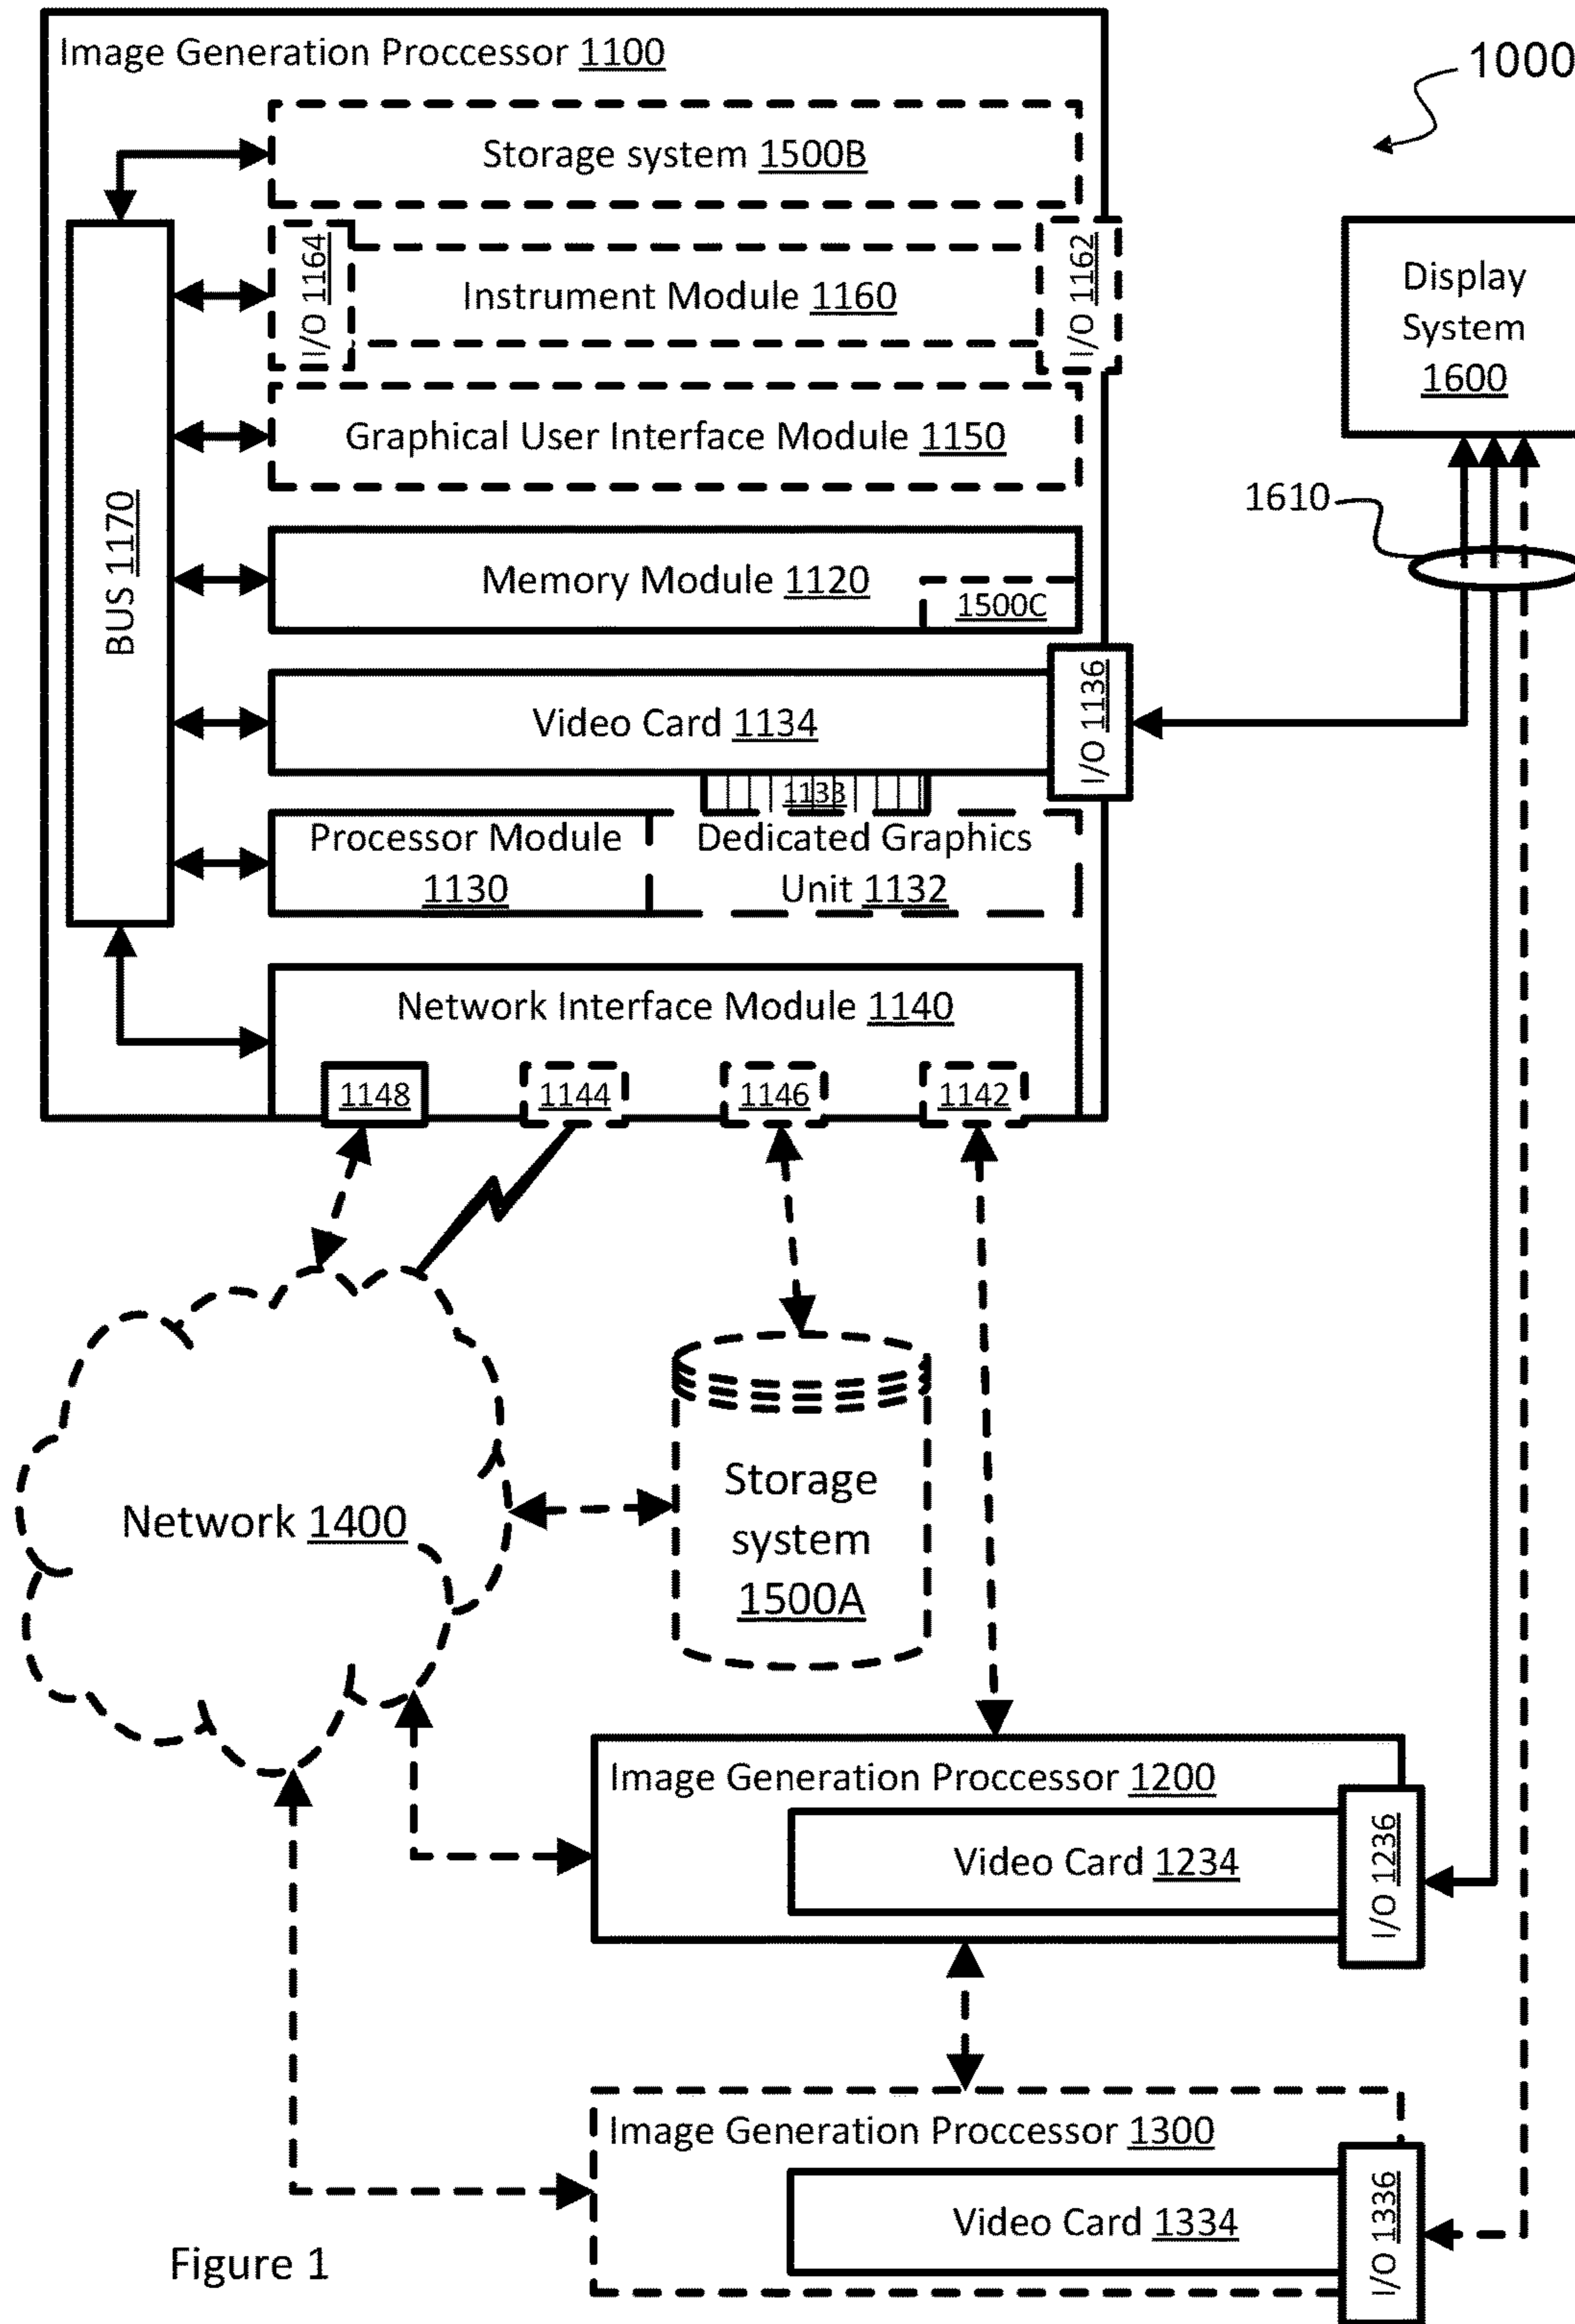 Image Generation Proccessor 1100
1000
Storage system 1500B
I/O 1164
Instrument Module 1160
I/O 1162
Display
System
1600
Graphical User Interface Module 1150
1610
BUS 1170
Memory Module 1120
1500C
Video Card 1134
I/O 1136
1133
Processor Module
1130
Dedicated Graphics
Unit 1132
Network Interface Module 1140
1148
1144
1146
1142
Network 1400
Storage
system
1500A
Image Generation Proccessor 1200
Video Card 1234
I/O 1236
Image Generation Proccessor 1300
Video Card 1334
I/O 1336
Figure 1